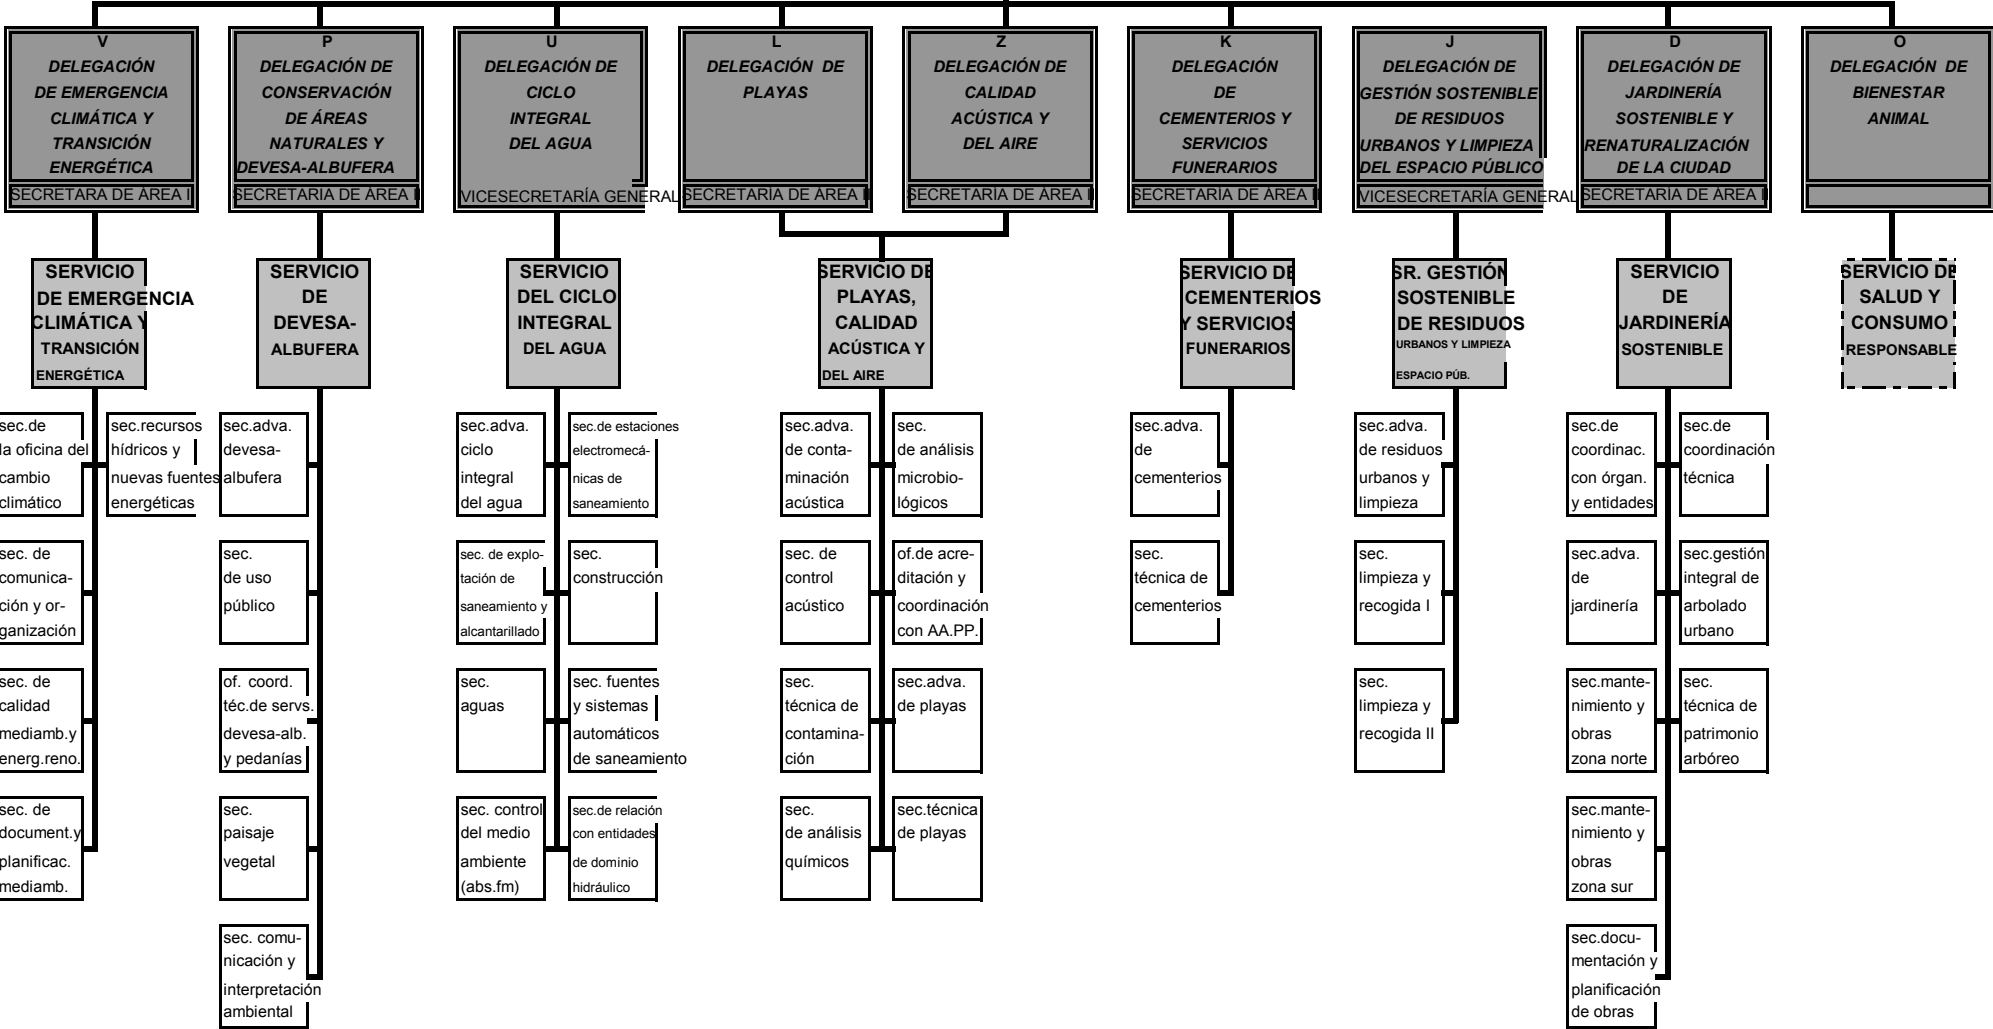 V
DELEGACIÓN
DE EMERGENCIA
CLIMÁTICA Y
TRANSICIÓN
ENERGÉTICA
SECRETARA DE ÁREA I
P
DELEGACIÓN DE
CONSERVACIÓN
DE ÁREAS
NATURALES Y
DEVESA-ALBUFERA
SECRETARIA DE ÁREA I
U
DELEGACIÓN DE
CICLO
INTEGRAL
DEL AGUA
VICESECRETARÍA GENERAL
L
DELEGACIÓN DE
PLAYAS
SECRETARIA DE ÁREA II
Z
DELEGACIÓN DE
CALIDAD
ACÚSTICA Y
DEL AIRE
SECRETARIA DE ÁREA II
K
DELEGACIÓN
DE
CEMENTERIOS Y
SERVICIOS
FUNERARIOS
SECRETARIA DE ÁREA II
J
DELEGACIÓN DE
GESTIÓN SOSTENIBLE
DE RESIDUOS
URBANOS Y LIMPIEZA
DEL ESPACIO PÚBLICO
VICESECRETARÍA GENERAL
D
DELEGACIÓN DE
JARDINERÍA
SOSTENIBLE Y
RENATURALIZACIÓN
DE LA CIUDAD
SECRETARIA DE ÁREA II
O
DELEGACIÓN DE
BIENESTAR
ANIMAL
SERVICIO
DE EMERGENCIA
CLIMÁTICA Y
TRANSICIÓN
ENERGÉTICA
SERVICIO
DE
DEVESA-
ALBUFERA
SERVICIO
DEL CICLO
INTEGRAL
DEL AGUA
SERVICIO DE
PLAYAS,
CALIDAD
ACÚSTICA Y
DEL AIRE
SERVICIO DE
CEMENTERIOS
Y SERVICIOS
FUNERARIOS
SR. GESTIÓN
SOSTENIBLE
DE RESIDUOS
URBANOS Y LIMPIEZA
ESPACIO PÚB.
SERVICIO
DE
JARDINERÍA
SOSTENIBLE
SERVICIO DE
SALUD Y
CONSUMO
RESPONSABLE
sec.de
la oficina del
cambio
climático
sec.recursos
hídricos y
nuevas fuentes
energéticas
sec. de
comunica-
ción y or-
ganización
sec. de
calidad
mediamb.y
energ.reno.
sec. de
document.y
planificac.
mediamb.
sec.adva.
devesa-
albufera
sec.
de uso
público
of. coord.
téc.de servs.
devesa-alb.
y pedanías
sec.
paisaje
vegetal
sec. comu-
nicación y
interpretación
ambiental
sec.adva.
ciclo
integral
del agua
sec.de estaciones
electromecá-
nicas de
saneamiento
sec. de explo-
tación de
saneamiento y
alcantarillado
sec.
construcción
sec.
aguas
sec. fuentes
y sistemas
automáticos
de saneamiento
sec. control
del medio
ambiente
(abs.fm)
sec.de relación
con entidades
de dominio
hidráulico
sec.adva.
de conta-
minación
acústica
sec.
de análisis
microbio-
lógicos
sec. de
control
acústico
of.de acre-
ditación y
coordinación
con AA.PP.
sec.
técnica de
contamina-
ción
sec.adva.
de playas
sec.
de análisis
químicos
sec.técnica
de playas
sec.adva.
de
cementerios
sec.
técnica de
cementerios
sec.adva.
de residuos
urbanos y
limpieza
sec.
limpieza y
recogida I
sec.
limpieza y
recogida II
sec.de
coordinac.
con órgan.
y entidades
sec.de
coordinación
técnica
sec.adva.
de
jardinería
sec.gestión
integral de
arbolado
urbano
sec.mante-
nimiento y
obras
zona norte
sec.
técnica de
patrimonio
arbóreo
sec.mante-
nimiento y
obras
zona sur
sec.docu-
mentación y
planificación
de obras